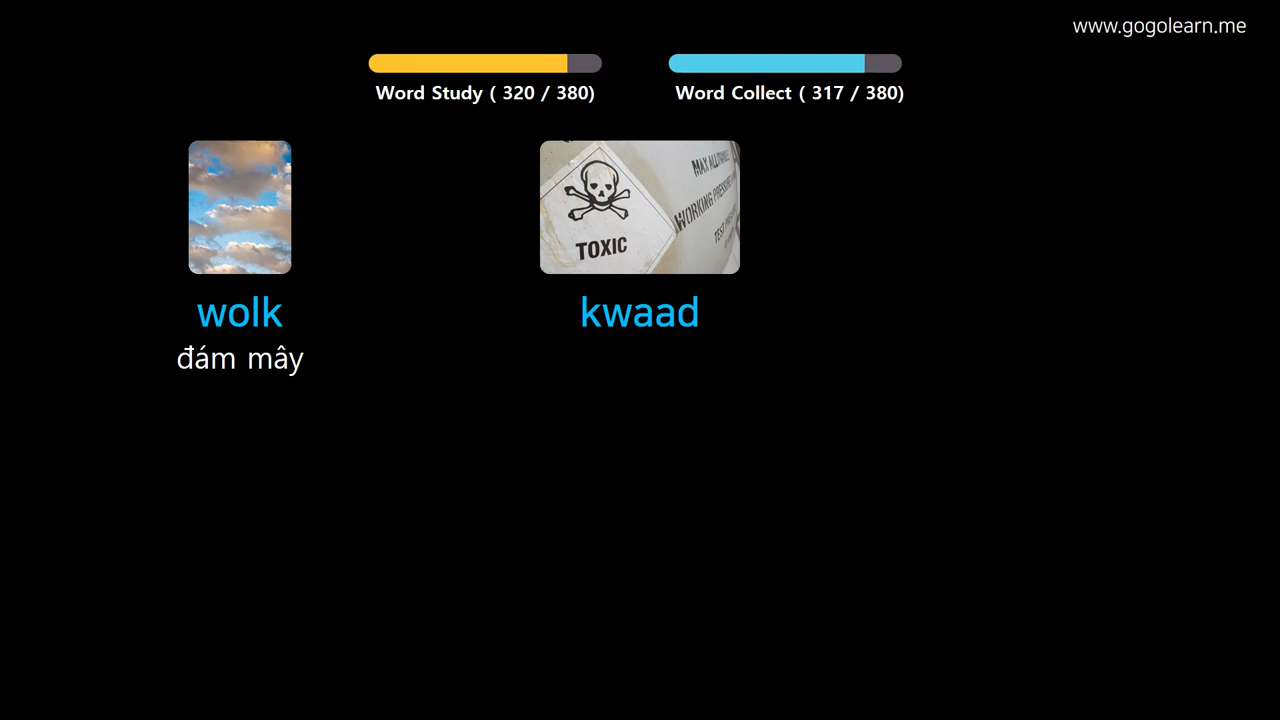 www.gogolearn.me
Word Study ( 320 / 380)
Word Collect ( 317 / 380)
TOXIC
MAX ALLOWABLE
WORKING PRESSURE
wolk
kwaad
đám mây